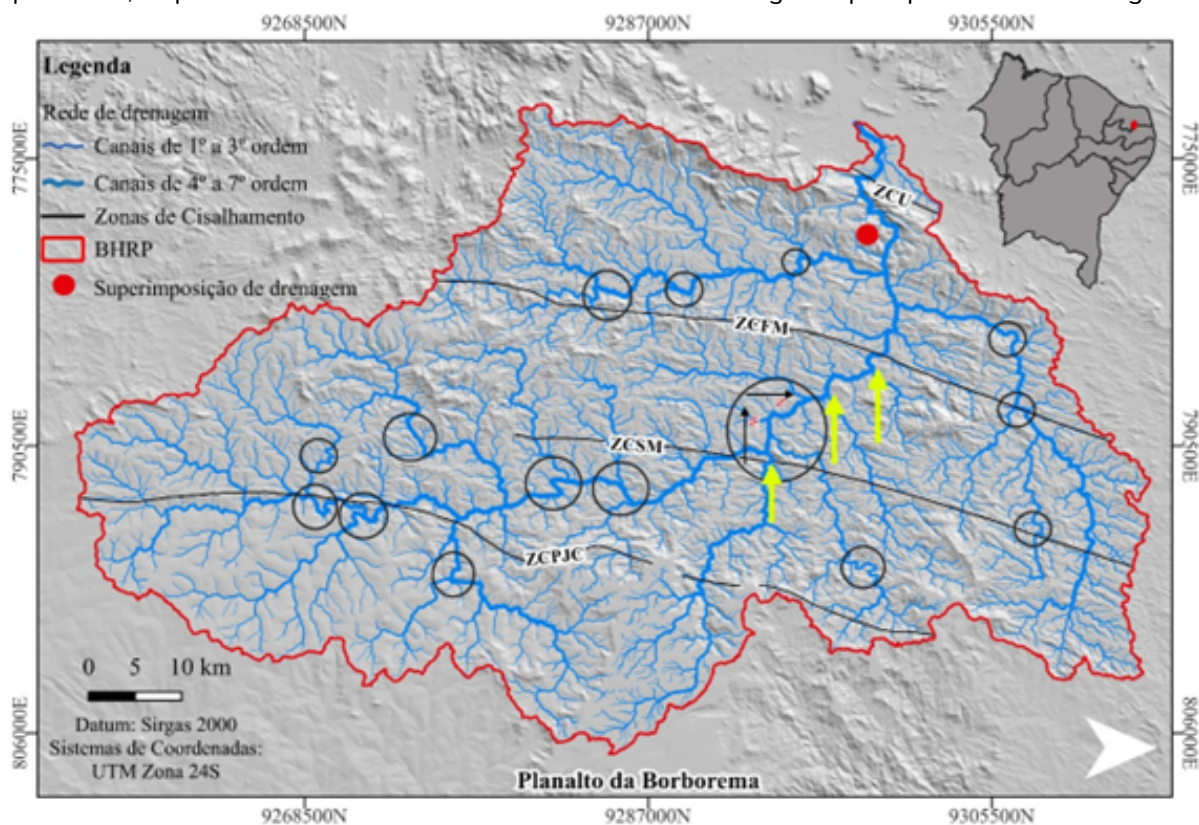 9268500N
9287000N
9305500N
Legenda
Rede de drenagem
Canais de 1º a 3º ordem
Canais de 4º a 7º ordem
Zonas de Cisalhamento
BHRP
Superimposição de drenagem
775000E
775000E
ZCU
ZCFM
790500E
790500E
ZCSM
ZCPJC
0 5 10 km
Datum: Sirgas 2000
Sistemas de Coordenadas:
UTM Zona 24S
806000E
806000E
Planalto da Borborema
9268500N
9287000N
9305500N